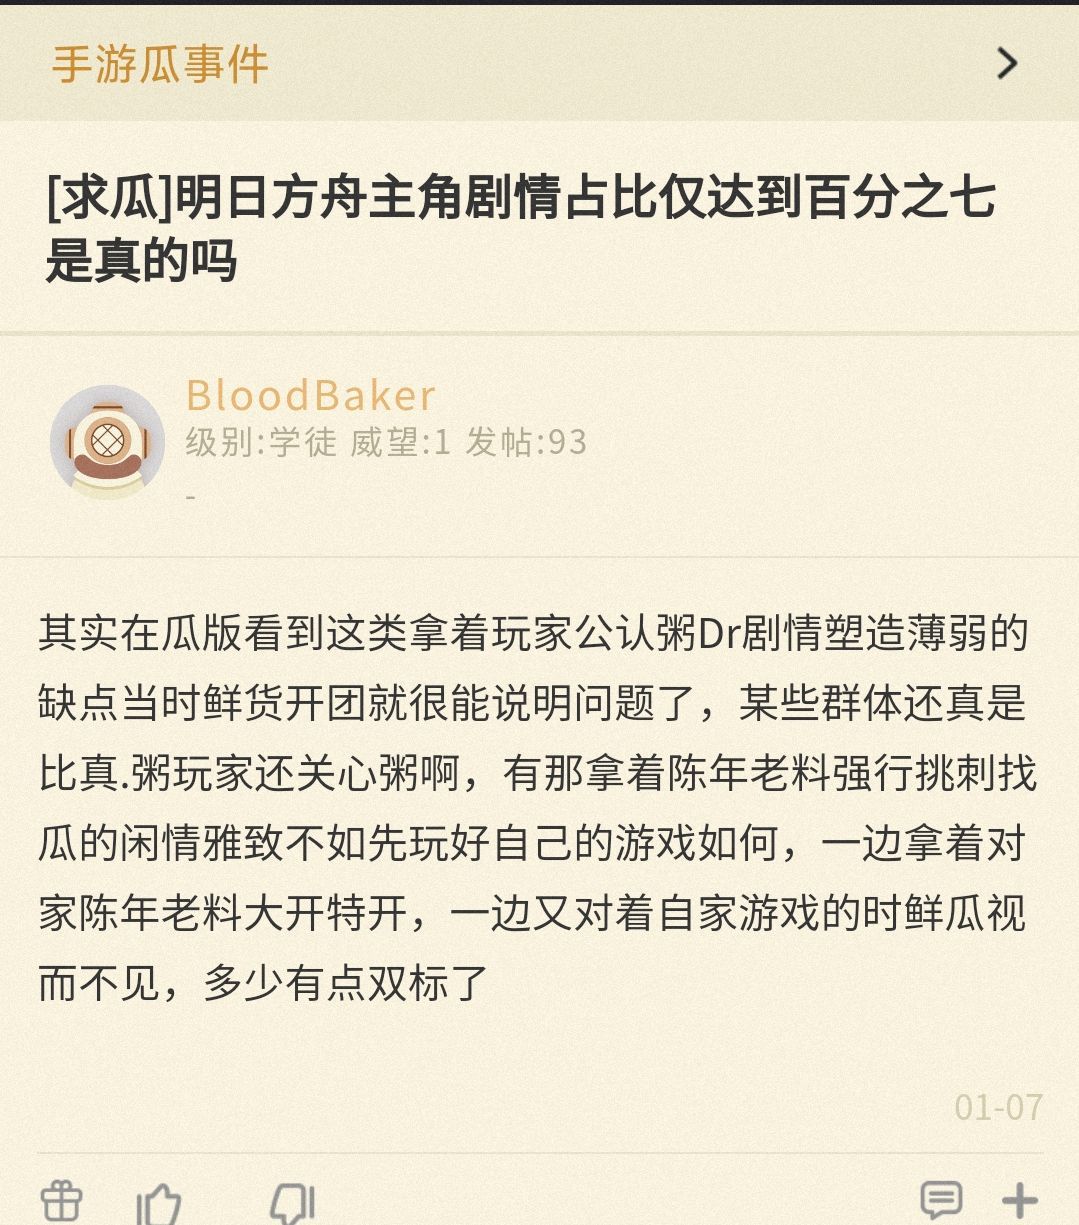 手游瓜事件
[求瓜]明日方舟主角剧情占比仅达到百分之七
是真的吗
BloodBaker
级别:学徒 威望:1 发帖:93
-
其实在瓜版看到这类拿着玩家公认粥Dr剧情塑造薄弱的
缺点当时鲜货开团就很能说明问题了，某些群体还真是
比真.粥玩家还关心粥啊，有那拿着陈年老料强行挑刺找
瓜的闲情雅致不如先玩好自己的游戏如何，一边拿着对
家陈年老料大开特开，一边又对着自家游戏的时鲜瓜视
而不见，多少有点双标了
01-07